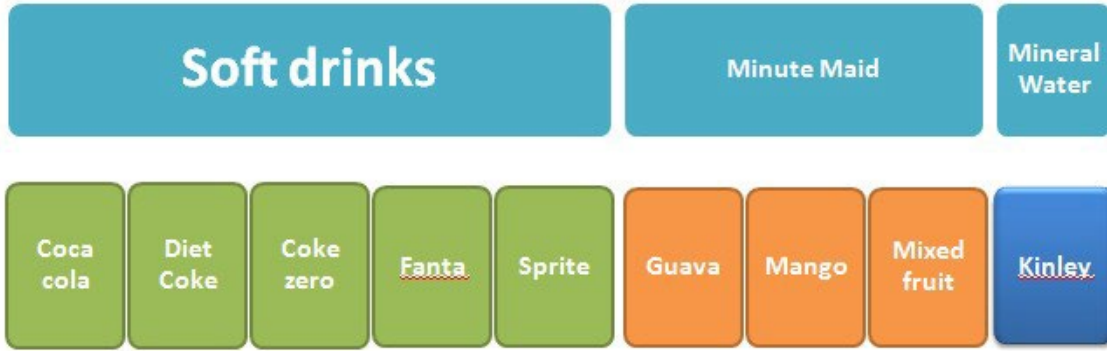 Soft drinks
Minute Maid
Mineral
Water
Coca
cola
Diet
Coke
Coke
zero
Fanta
Sprite
Guava
Mango
Mixed
fruit
Kinley